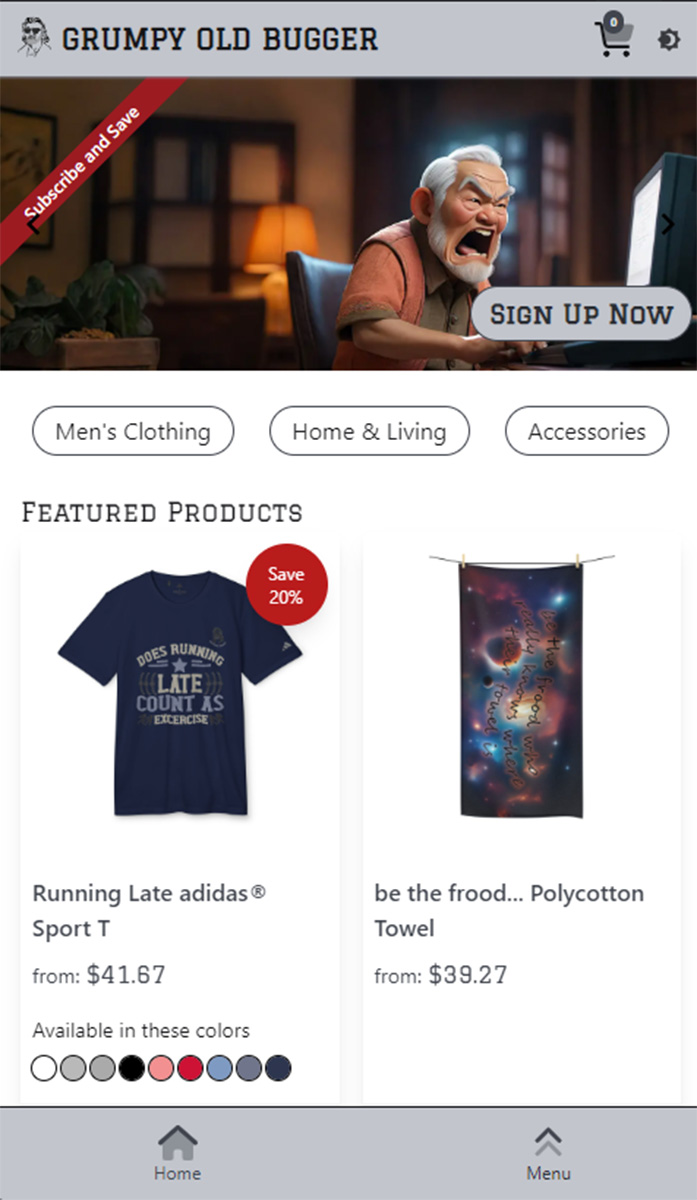 GRUMPY OLD BUGGER
0
Subscribe and Save
SIGN UP NOW
Men's Clothing
Home & Living
Accessories
FEATURED PRODUCTS
Save
20%
DOES RUNNING
LATE
COUNT AS
EXCERCISE
be the frood who
really knows where
their towel is
Running Late adidas®
Sport T
from: $41.67
Available in these colors
be the frood... Polycotton
Towel
from: $39.27
Home
Menu